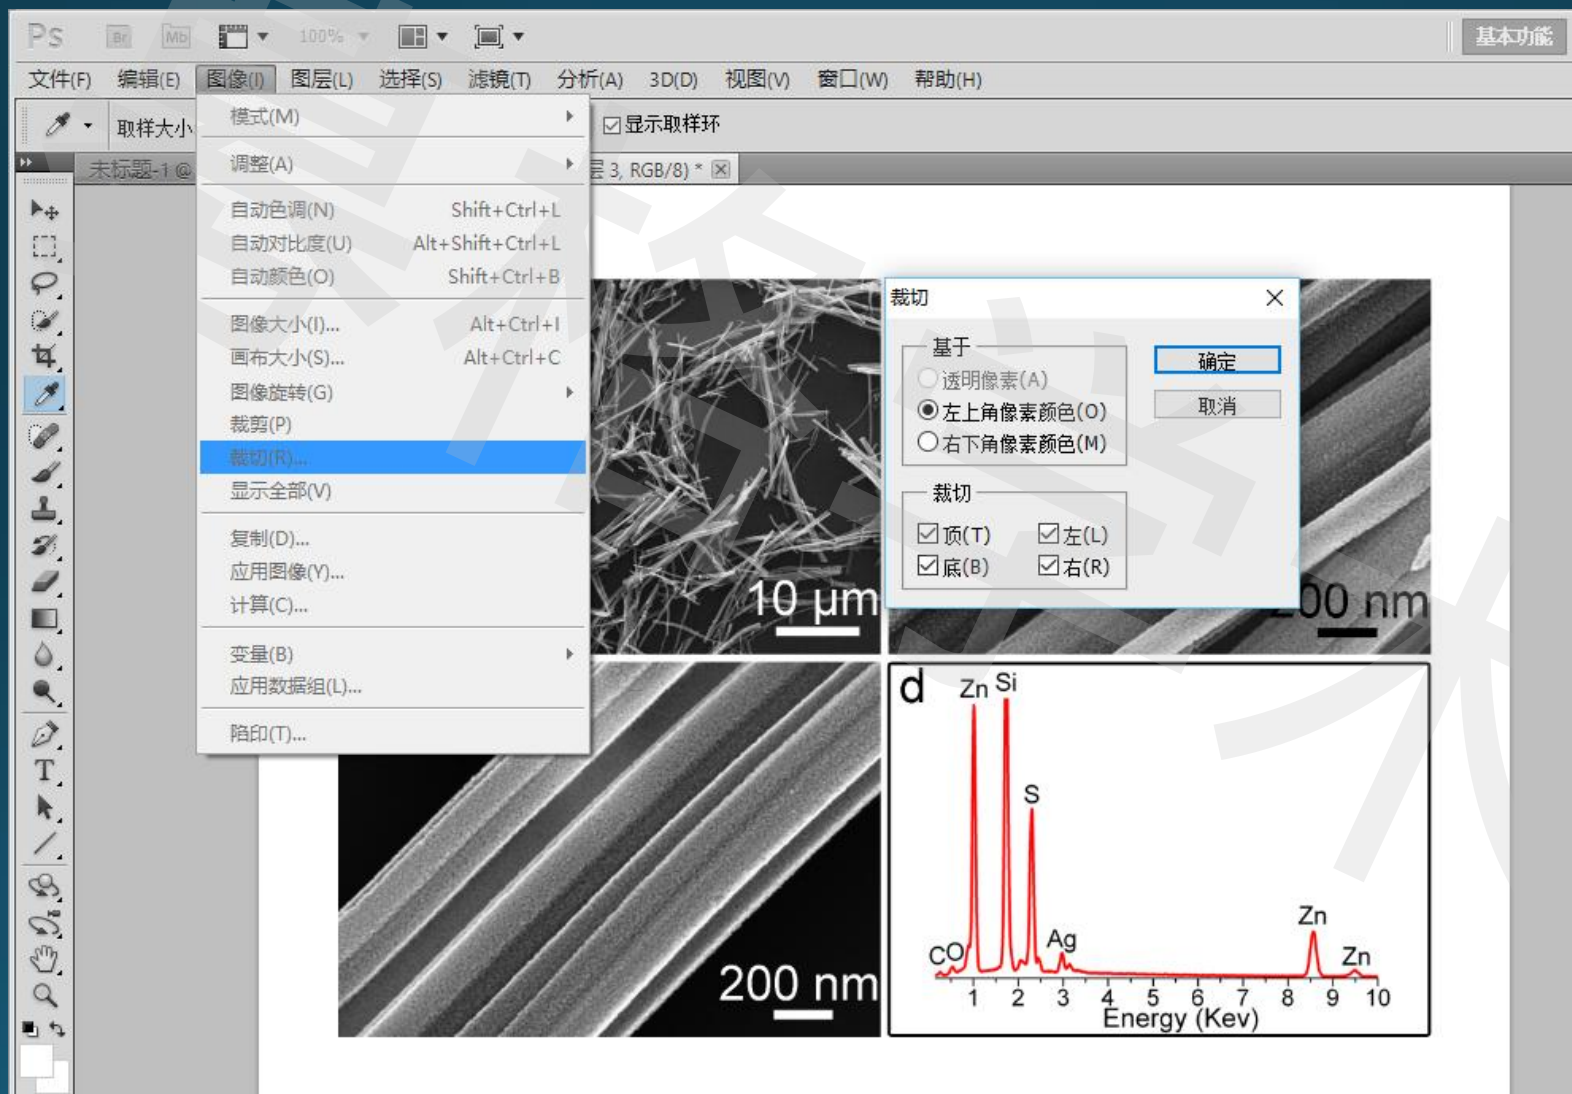 Ps Br Mb 100% 基本功能
文件(F) 编辑(E) 图像(I) 图层(L) 选择(S) 滤镜(T) 分析(A) 3D(D) 视图(V) 窗口(W) 帮助(H)
取样大小 显示取样环
未标题-1 @ 层 3, RGB/8) *
模式(M)
调整(A)
自动色调(N) Shift+Ctrl+L
自动对比度(U) Alt+Shift+Ctrl+L
自动颜色(O) Shift+Ctrl+B
图像大小(I)... Alt+Ctrl+I
画布大小(S)... Alt+Ctrl+C
图像旋转(G)
裁剪(P)
裁切(R)...
显示全部(V)
复制(D)...
应用图像(Y)...
计算(C)...
变量(B)
应用数据组(L)...
陷印(T)...
裁切
基于
透明像素(A)
左上角像素颜色(O)
右下角像素颜色(M)
确定
取消
裁切
顶(T) 左(L)
底(B) 右(R)
10 μm
200 nm
200 nm
d
Zn Si
S
CO Ag Zn Zn
1 2 3 4 5 6 7 8 9 10
Energy (Kev)